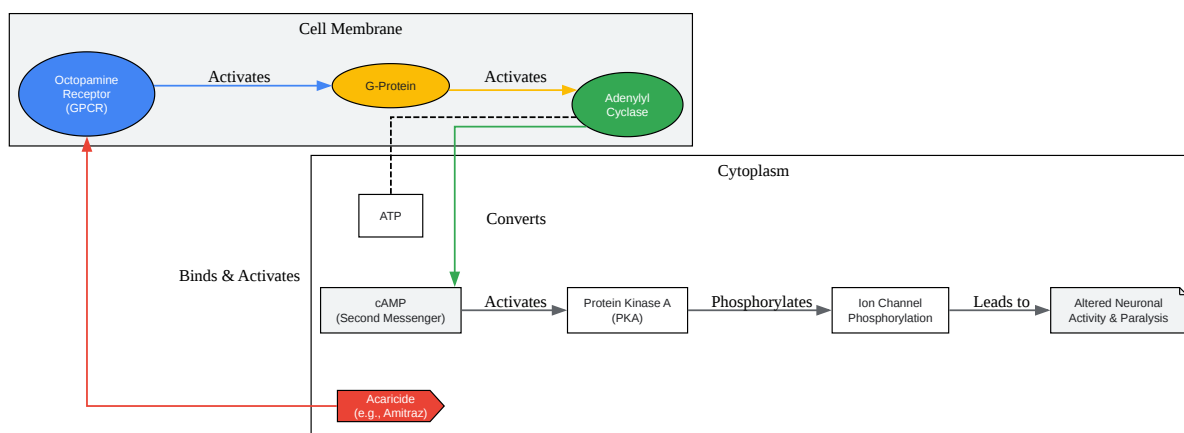 Cell Membrane
Octopamine
Receptor
(GPCR)
Activates
G-Protein
Activates
Adenylyl
Cyclase
Cytoplasm
ATP
Converts
Binds & Activates
cAMP
(Second Messenger)
Activates
Protein Kinase A
(PKA)
Phosphorylates
Ion Channel
Phosphorylation
Leads to
Altered Neuronal
Activity & Paralysis
Acaricide
(e.g., Amitraz)